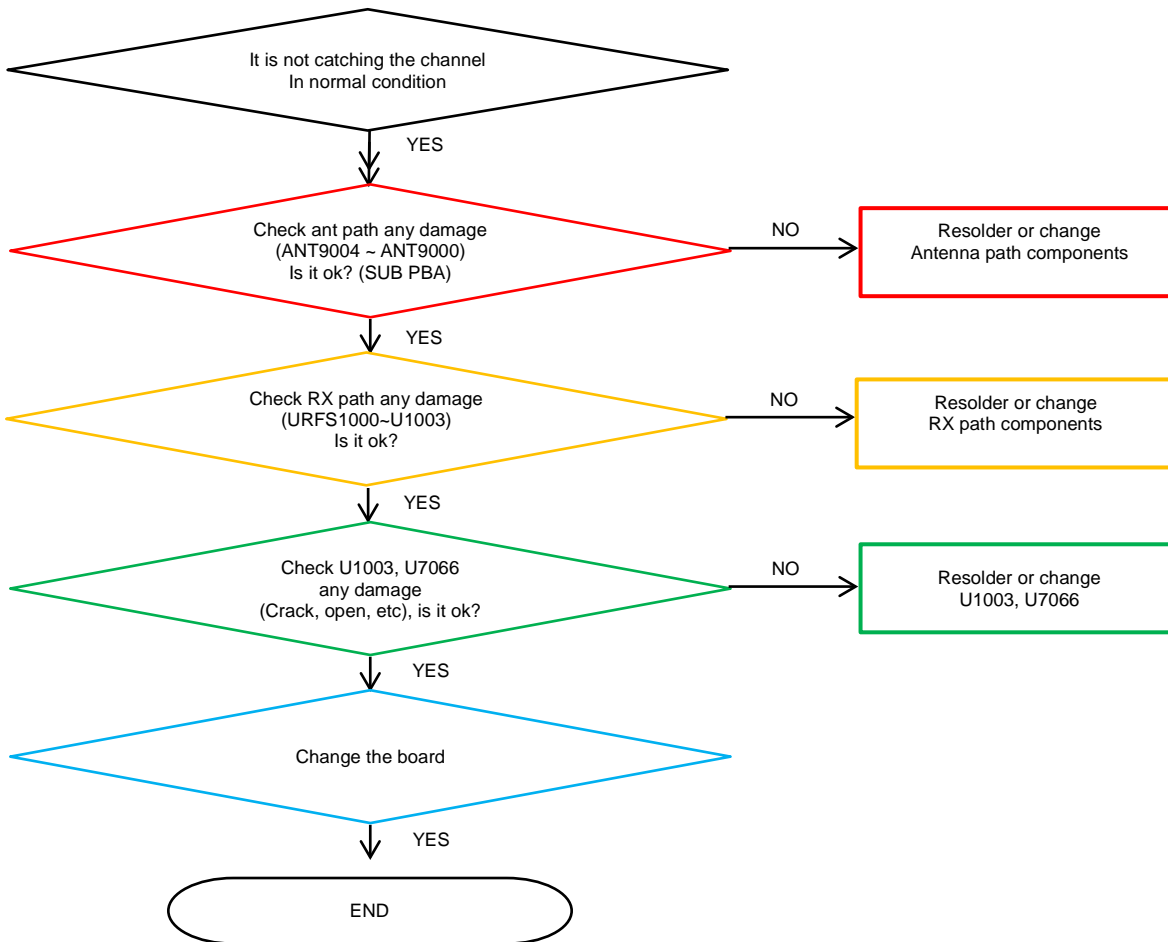 It is not catching the channel
In normal condition
YES
Check ant path any damage
(ANT9004 ~ ANT9000)
Is it ok? (SUB PBA)
NO
Resolder or change
Antenna path components
YES
Check RX path any damage
(URFS1000~U1003)
Is it ok?
NO
Resolder or change
RX path components
YES
Check U1003, U7066
any damage
(Crack, open, etc), is it ok?
NO
Resolder or change
U1003, U7066
YES
Change the board
YES
END